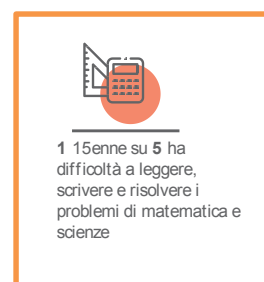 1 15enne su 5 ha
difficoltà a leggere,
scrivere e risolvere i
problemi di matematica e
scienze